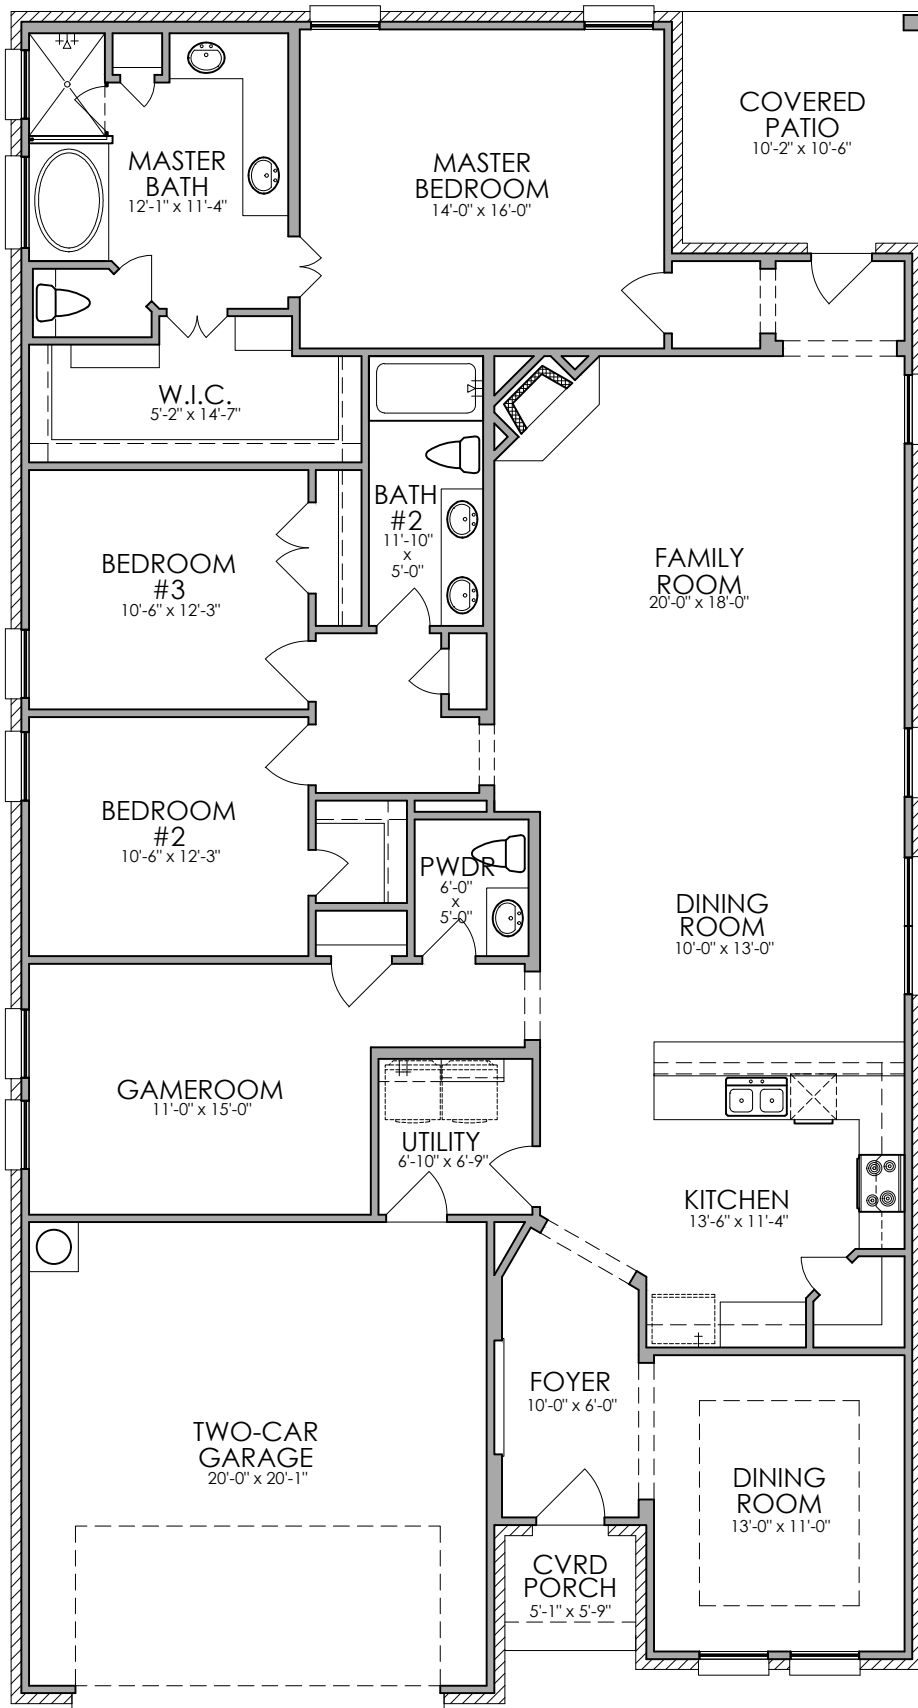 COVERED
PATIO
10'-2" x 10'-6"
MASTER
BATH
12'-1" x 11'-4"
MASTER
BEDROOM
14'-0" x 16'-0"
W.I.C.
5'-2" x 14'-7"
BATH
#2
11'-10"
x
5'-0"
BEDROOM
#3
10'-6" x 12'-3"
FAMILY
ROOM
20'-0" x 18'-0"
BEDROOM
#2
10'-6" x 12'-3"
PWDR
6'-0"
x
5'-0"
DINING
ROOM
10'-0" x 13'-0"
GAMEROOM
11'-0" x 15'-0"
UTILITY
6'-10" x 6'-9"
KITCHEN
13'-6" x 11'-4"
FOYER
10'-0" x 6'-0"
TWO-CAR
GARAGE
20'-0" x 20'-1"
DINING
ROOM
13'-0" x 11'-0"
CVRD
PORCH
5'-1" x 5'-9"